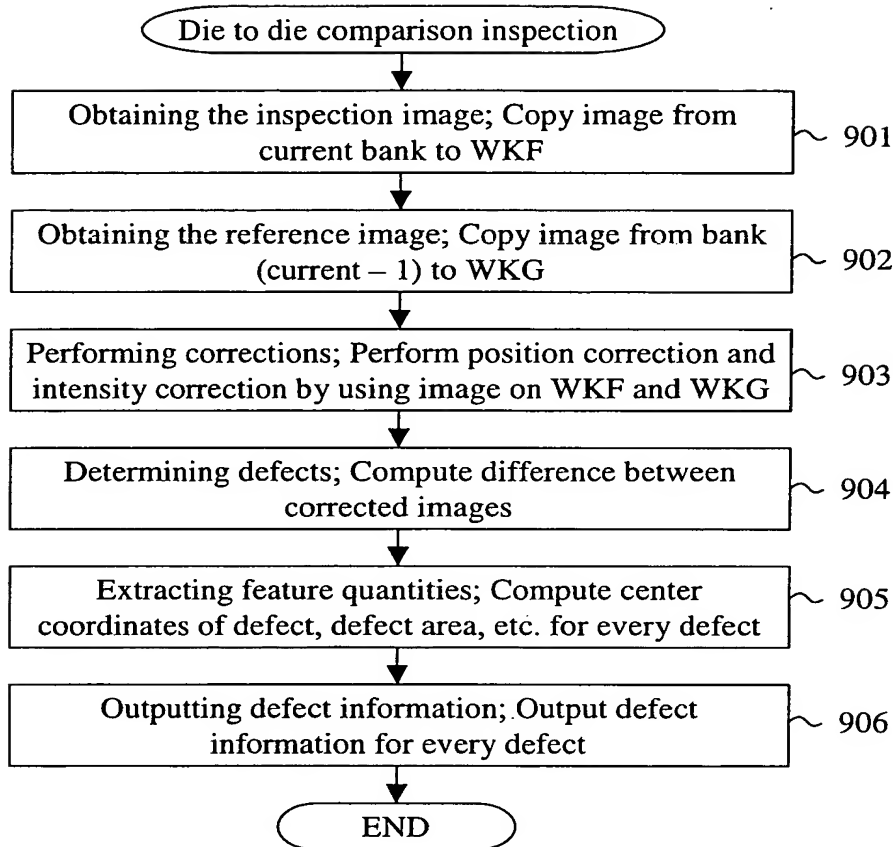 Die to die comparison inspection
Obtaining the inspection image; Copy image from
current bank to WKF
901
Obtaining the reference image; Copy image from bank
(current – 1) to WKG
902
Performing corrections; Perform position correction and
intensity correction by using image on WKF and WKG
903
Determining defects; Compute difference between
corrected images
904
Extracting feature quantities; Compute center
coordinates of defect, defect area, etc. for every defect
905
Outputting defect information; Output defect
information for every defect
906
END